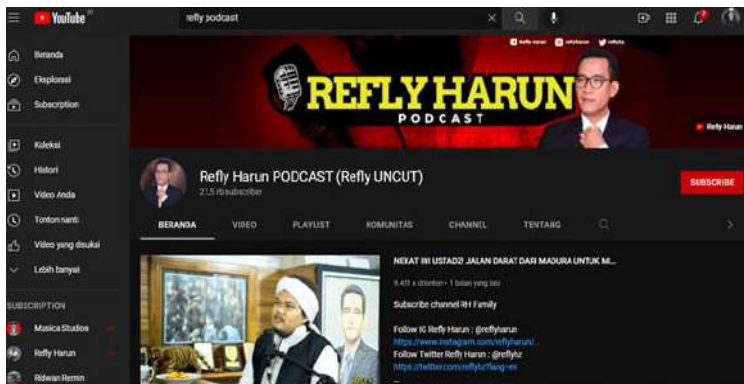 YouTube
refly podcast
Beranda
Eksplorasi
Subscription
Koleksi
Histori
Video Anda
Tonton nanti
Video yang disukai
Lebih banyak
SUBSCRIPTION
Musica Studios
Refly Harun
Ridwan Remin
REFLY HARUN
PODCAST
Refly Harun
Refly Harun PODCAST (Refly UNCUT)
21,5 rb subscriber
SUBSCRIBE
BERANDA VIDEO PLAYLIST KOMUNITAS CHANNEL TENTANG
NEKAT INI USTADZ! JALAN DARAT DARI MADURA UNTUK M...
x ditonton • 1 bulan yang lalu
Subscribe channel RH Family
Follow IG Refly Harun : @reflyharun
https://www.instagram.com/reflyharun/...
Follow Twitter Refly Harun : @reflyhz
https://twitter.com/reflyhz?lang=en
...